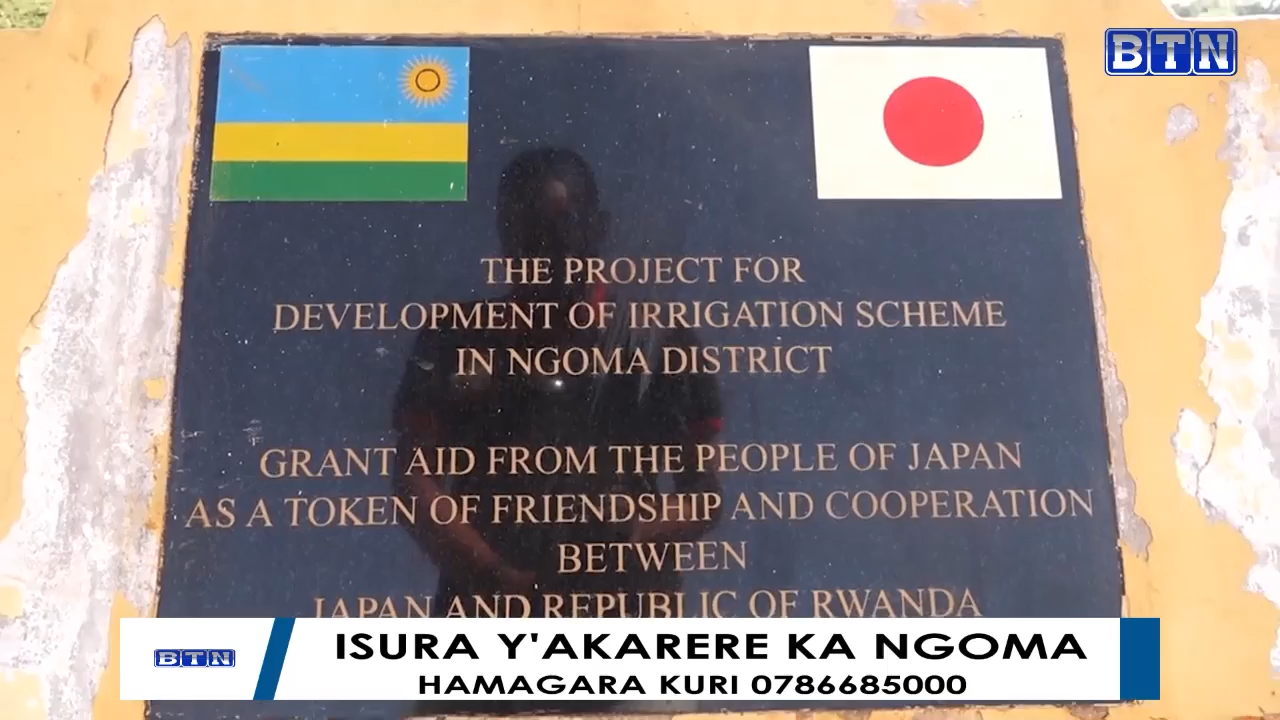 BTN
THE PROJECT FOR
DEVELOPMENT OF IRRIGATION SCHEME
IN NGOMA DISTRICT
GRANT AID FROM THE PEOPLE OF JAPAN
AS A TOKEN OF FRIENDSHIP AND COOPERATION
BETWEEN
JAPAN AND REPUBLIC OF RWANDA
BTN
ISURA Y'AKARERE KA NGOMA
HAMAGARA KURI 0786685000